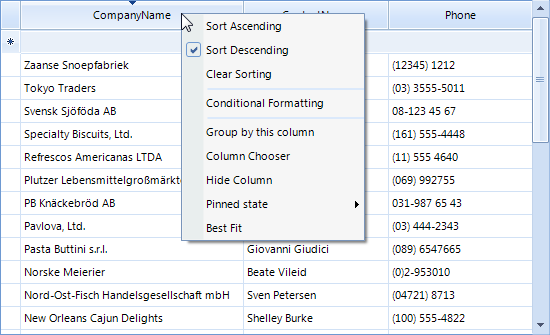 CompanyName Phone
Sort Ascending
Sort Descending
Clear Sorting
Conditional Formatting
Group by this column
Column Chooser
Hide Column
Pinned state
Best Fit
Zaanse Snoepfabriek (12345) 1212
Tokyo Traders (03) 3555-5011
Svensk Sjöföda AB 08-123 45 67
Specialty Biscuits, Ltd. (161) 555-4448
Refrescos Americanas LTDA (11) 555 4640
Plutzer Lebensmittelgroßmärkte (069) 992755
PB Knäckebröd AB 031-987 65 43
Pavlova, Ltd. (03) 444-2343
Pasta Buttini s.r.l. Giovanni Giudici (089) 6547665
Norske Meierier Beate Vileid (0)2-953010
Nord-Ost-Fisch Handelsgesellschaft mbH Sven Petersen (04721) 8713
New Orleans Cajun Delights Shelley Burke (100) 555-4822